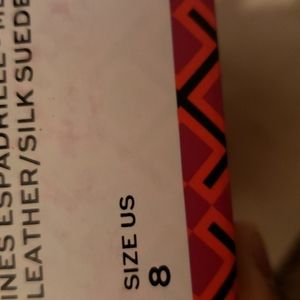 INES ESPADRILLE - M
LEATHER/SILK SUEDE
SIZE US
8